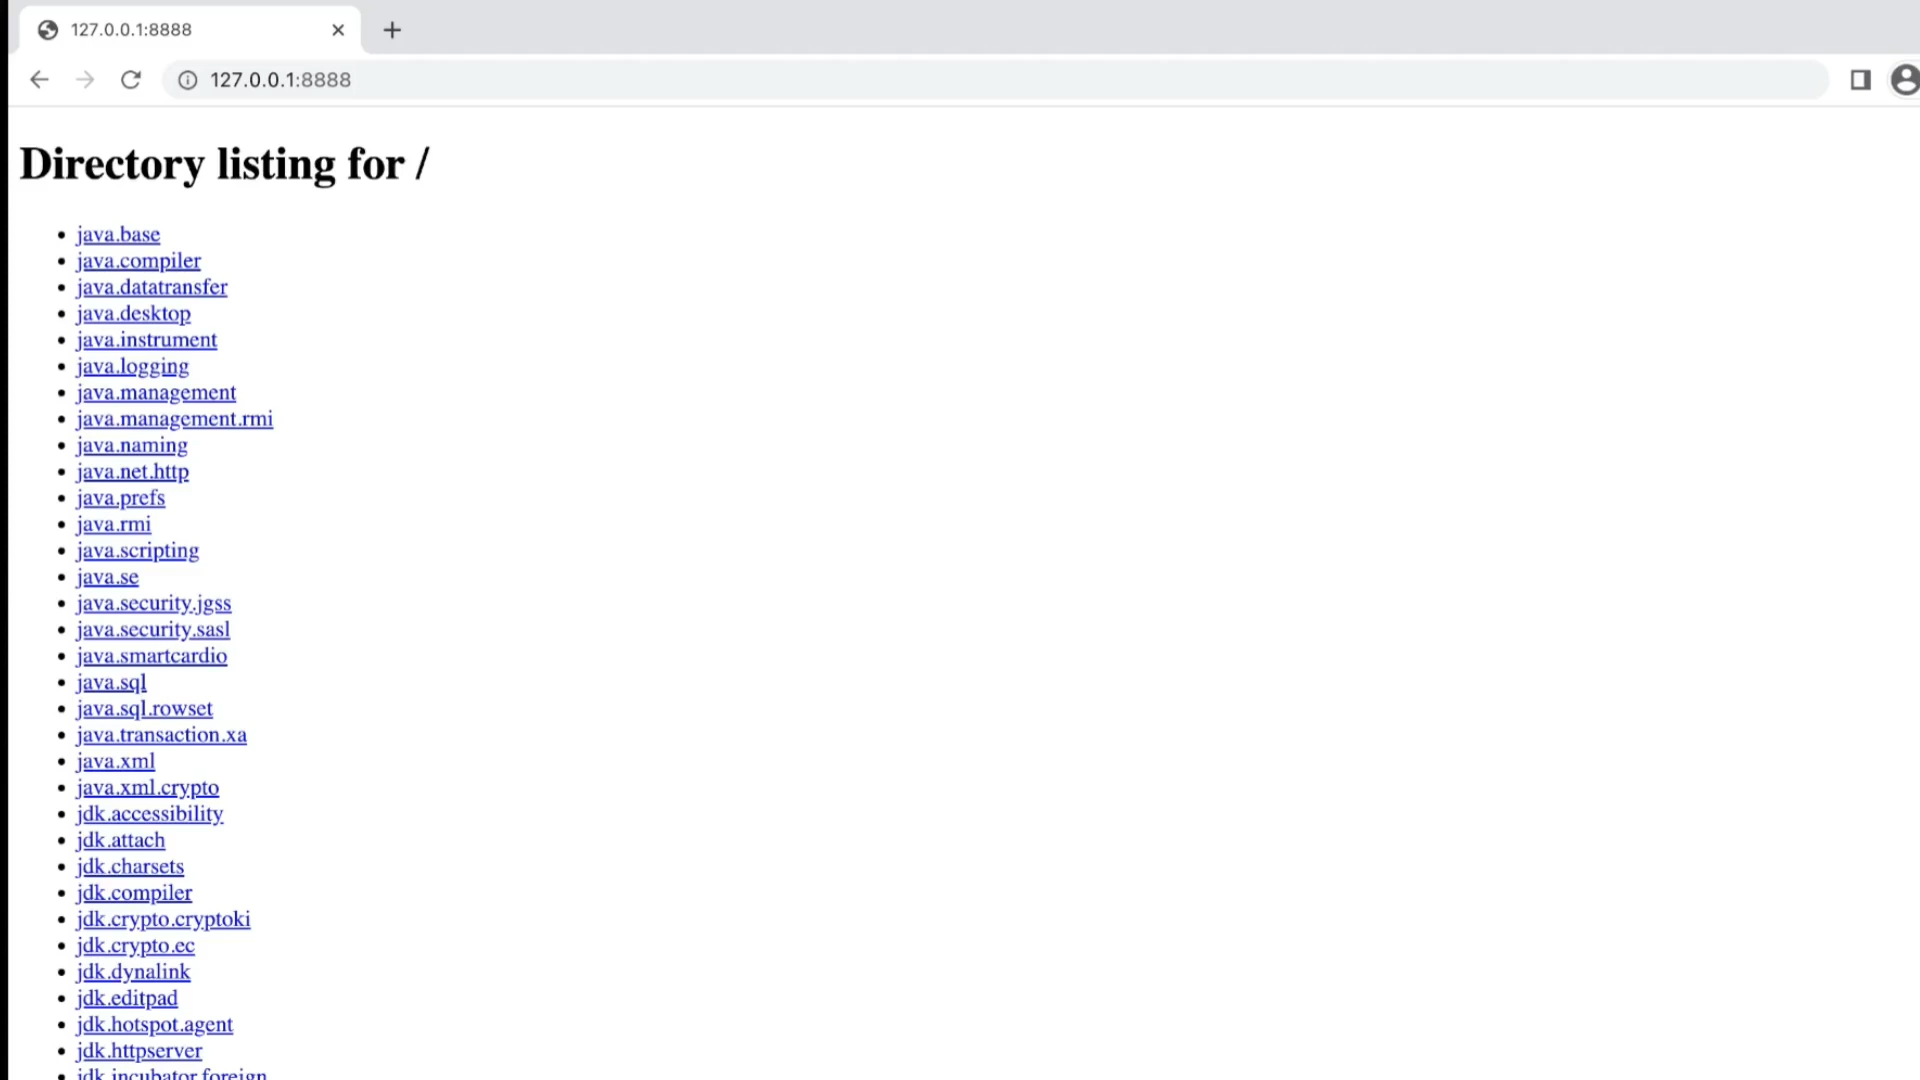 127.0.0.1:8888
127.0.0.1:8888
Directory listing for /
java.base
java.compiler
java.datatransfer
java.desktop
java.instrument
java.logging
java.management
java.management.rmi
java.naming
java.net.http
java.prefs
java.rmi
java.scripting
java.se
java.security.jgss
java.security.sasl
java.smartcardio
java.sql
java.sql.rowset
java.transaction.xa
java.xml
java.xml.crypto
jdk.accessibility
jdk.attach
jdk.charsets
jdk.compiler
jdk.crypto.cryptoki
jdk.crypto.ec
jdk.dynalink
jdk.editpad
jdk.hotspot.agent
jdk.httpserver
jdk.incubator.foreign